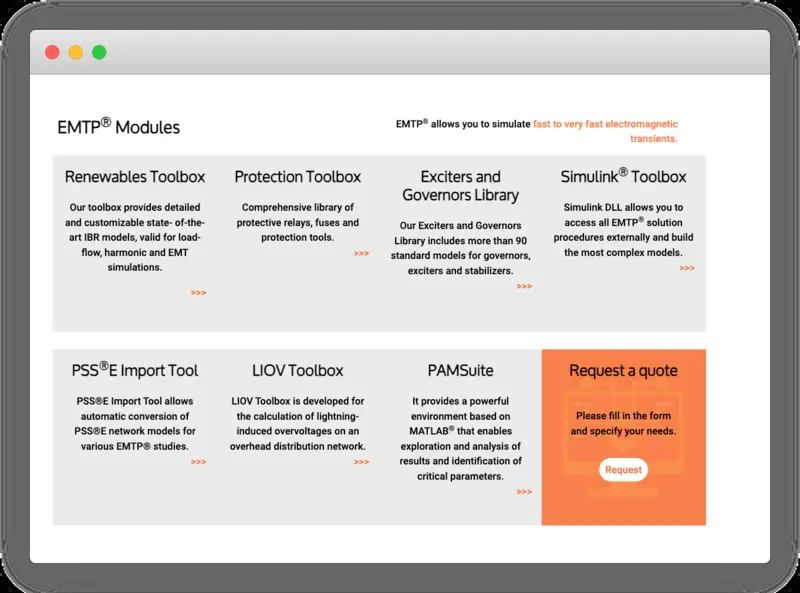 EMTP® Modules
EMTP® allows you to simulate fast to very fast electromagnetic
transients.
Renewables Toolbox
Our toolbox provides detailed
and customizable state- of-the-
art IBR models, valid for load-
flow, harmonic and EMT
simulations.
>>>
Protection Toolbox
Comprehensive library of
protective relays, fuses and
protection tools.
>>>
Exciters and
Governors Library
Our Exciters and Governors
Library includes more than 90
standard models for governors,
exciters and stabilizers.
>>>
Simulink® Toolbox
Simulink DLL allows you to
access all EMTP® solution
procedures externally and build
the most complex models.
>>>
PSS®E Import Tool
PSS®E Import Tool allows
automatic conversion of
PSS®E network models for
various EMTP® studies.
>>>
LIOV Toolbox
LIOV Toolbox is developed for
the calculation of lightning-
induced overvoltages on an
overhead distribution network.
>>>
PAMSuite
It provides a powerful
environment based on
MATLAB® that enables
exploration and analysis of
results and identification of
critical parameters.
>>>
Request a quote
Please fill in the form
and specify your needs.
Request